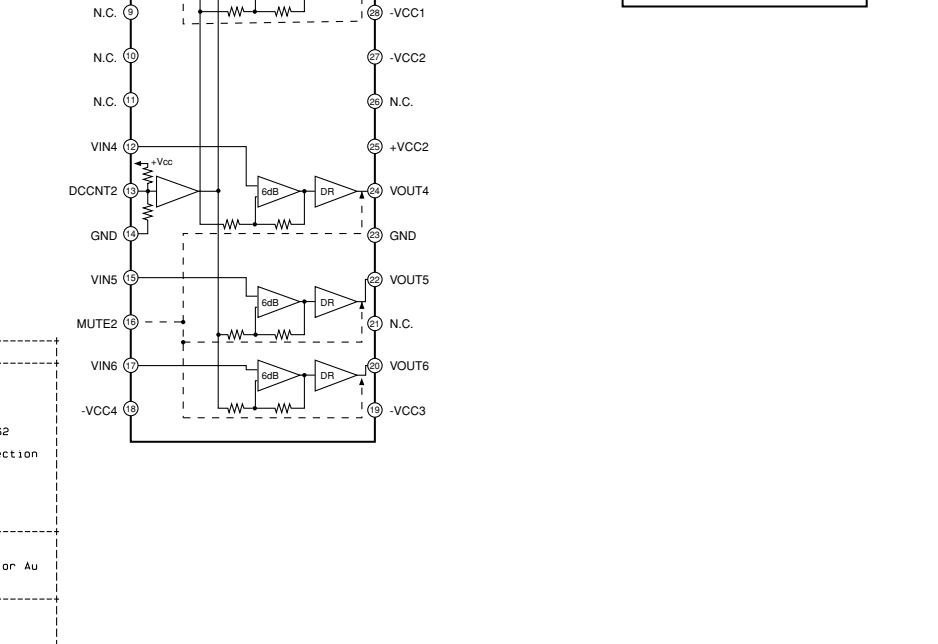 N.C. 9
28 -VCC1
N.C. 10
27 -VCC2
N.C. 11
26 N.C.
VIN4 12
25 +VCC2
+Vcc
DCCNT2 13
6dB
DR
24 VOUT4
GND 14
23 GND
VIN5 15
22 VOUT5
6dB
DR
MUTE2 16
21 N.C.
VIN6 17
20 VOUT6
6dB
DR
-VCC4 18
19 -VCC3
ection
or Au